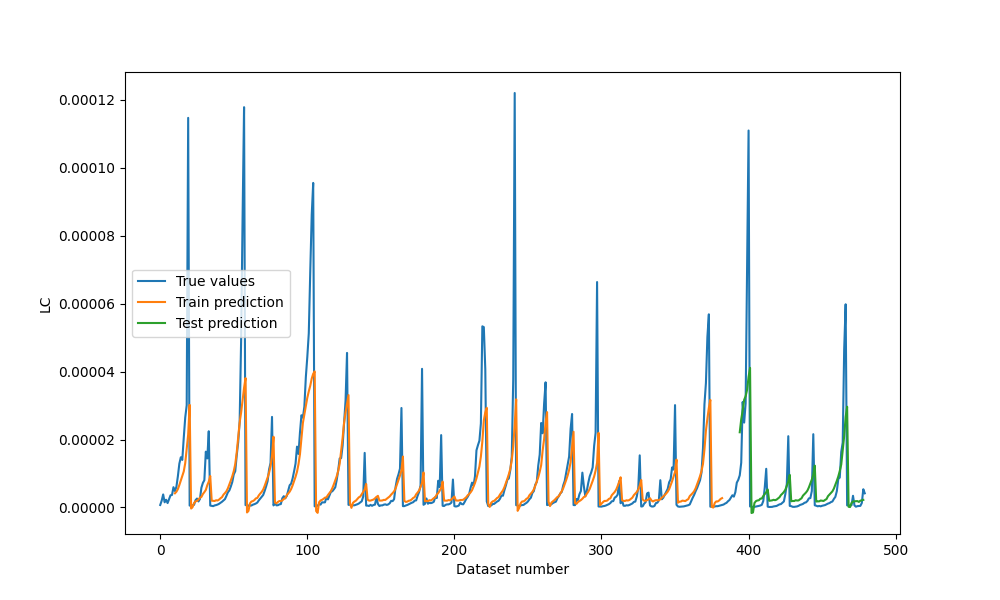 0.00012
0.00010
0.00008
0.00006
0.00004
0.00002
0.00000
LC
True values
Train prediction
Test prediction
0 100 200 300 400 500
Dataset number